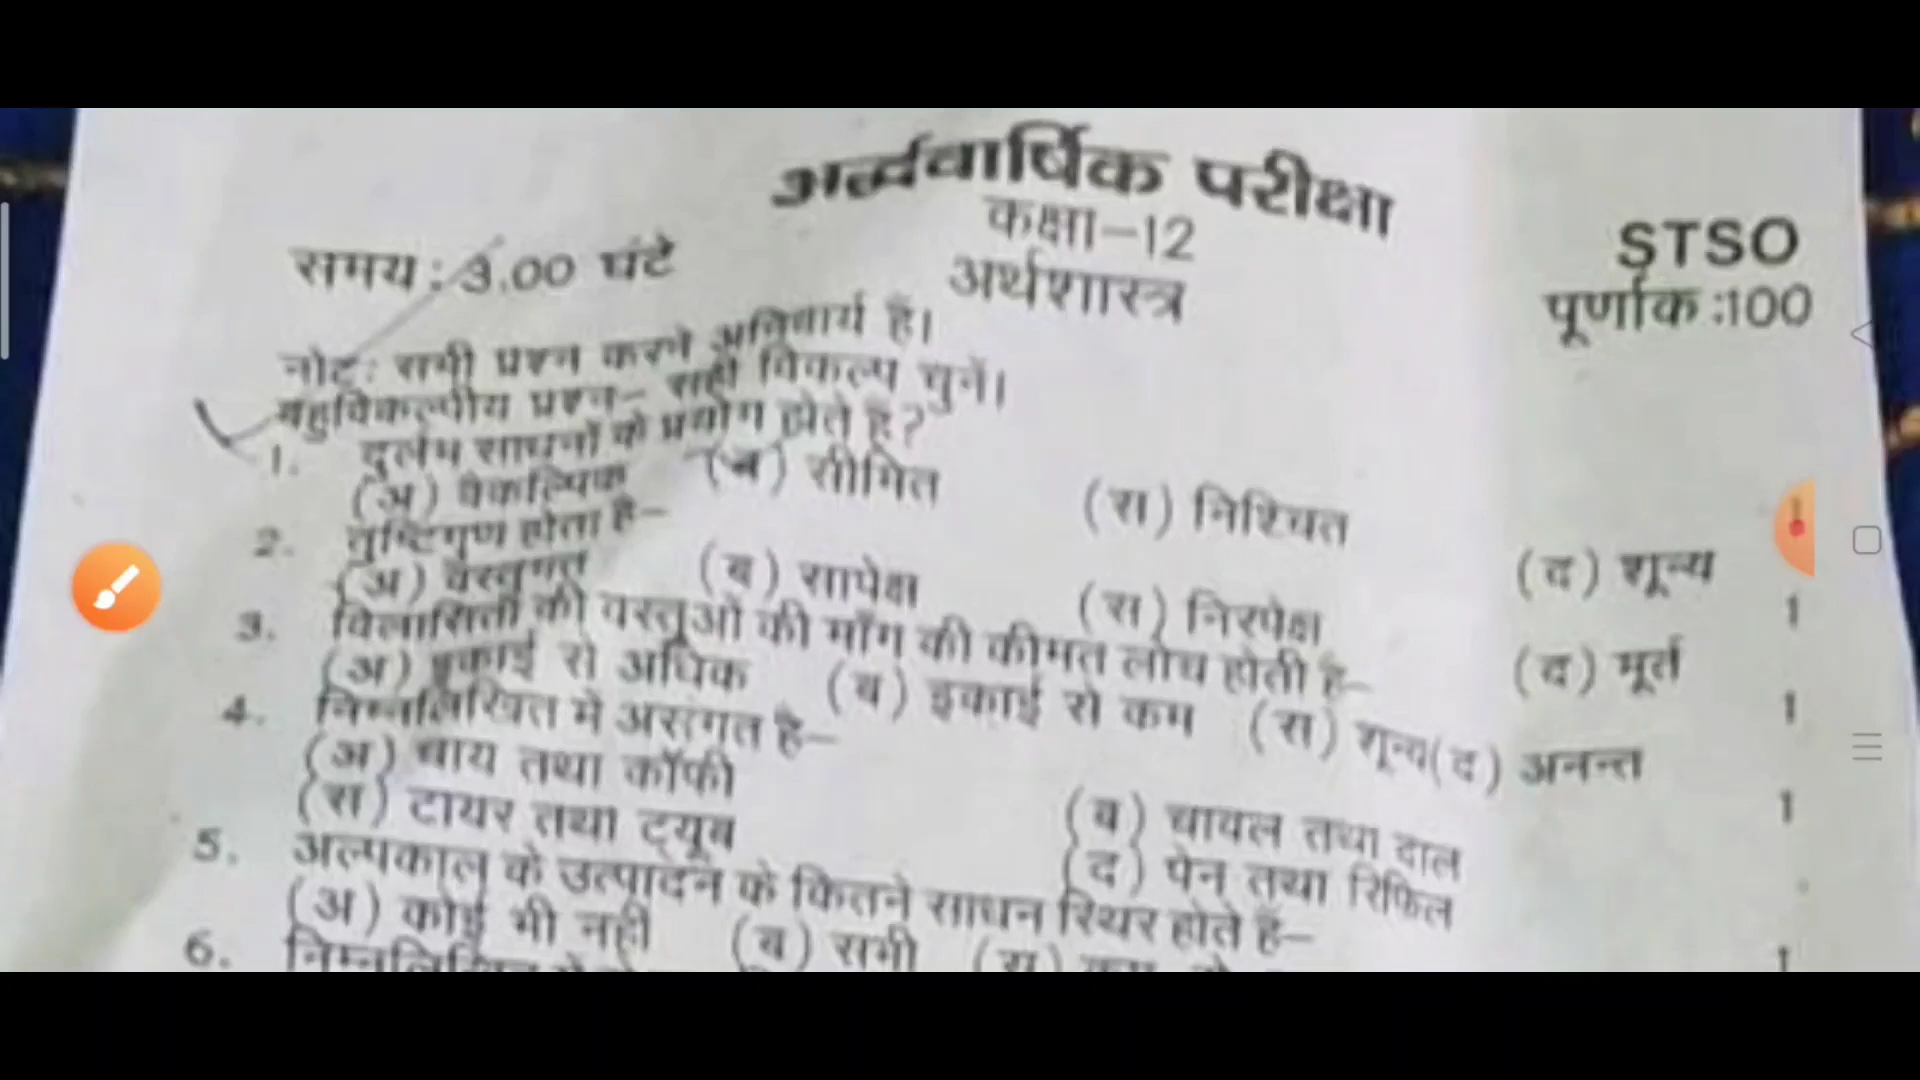 अर्द्धवार्षिक परीक्षा
कक्षा-12
STSO
समय : 3.00 घंटे
अर्थशास्त्र
पूर्णांक :100
नोट: सभी प्रश्न करने अनिवार्य हैं।
बहुविकल्पीय प्रश्न- सही विकल्प चुनें।
1. दुर्लभ साधनों के प्रयोग होते है?
(अ) वैकल्पिक (ब) सीमित (स) निश्चित (द) शून्य
2. तुष्टिगुण होता है- 1
(अ) वस्तुगत (ब) सापेक्ष (स) निरपेक्ष (द) मूर्त
3. विलासिता की वस्तुओं की माँग की कीमत लोच होती है- 1
(अ) इकाई से अधिक (ब) इकाई से कम (स) शून्य (द) अनन्त
4. निम्नलिखित में असंगत है- 1
(अ) चाय तथा कॉफी (ब) चावल तथा दाल
(स) टायर तथा ट्यूब (द) पेन तथा रिफिल
5. अल्पकाल के उत्पादन के कितने साधन स्थिर होते है- 1
(अ) कोई भी नहीं (ब) सभी (स)
6. निम्नलिखित